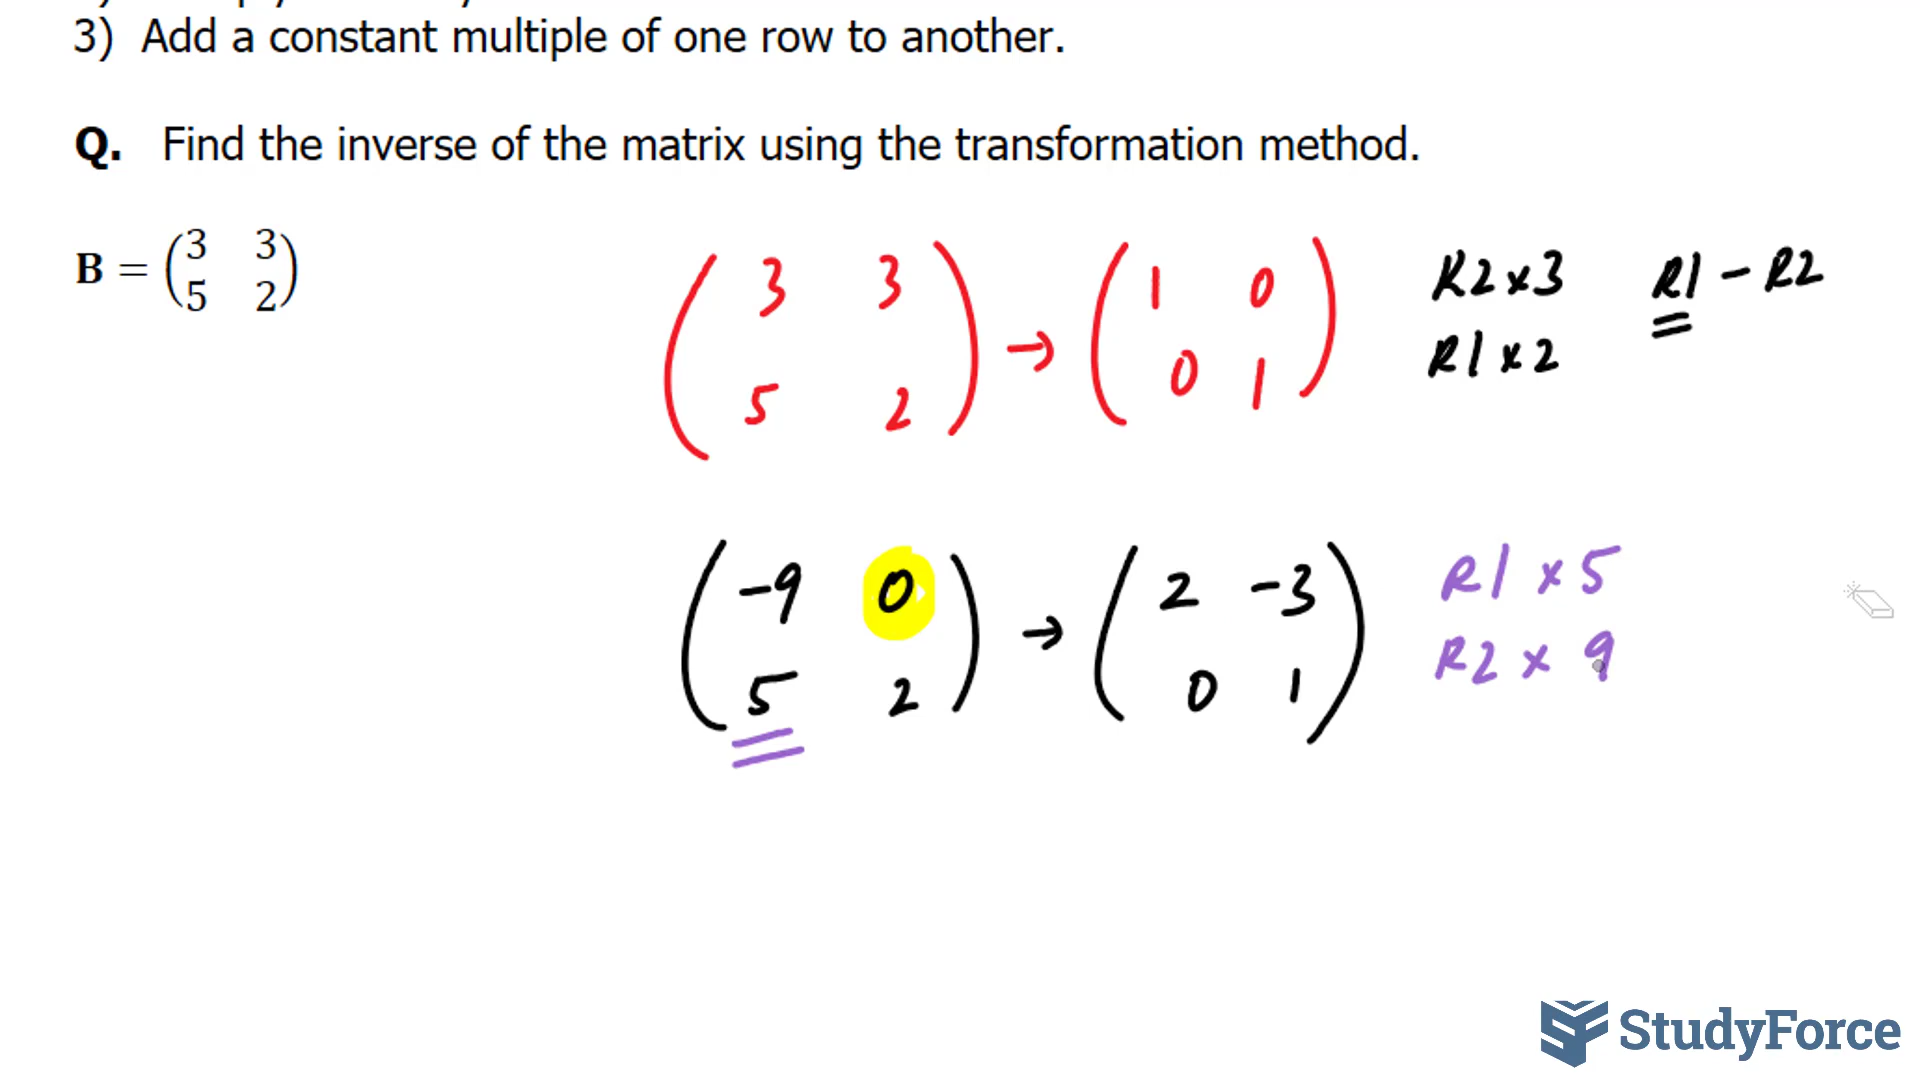 3) Add a constant multiple of one row to another.
Q. Find the inverse of the matrix using the transformation method.
B = (3 3
5 2)
(3 3
5 2) → (1 0
0 1)
R2 x 3
R1 x 2
R1 - R2
(-9 0
5 2) → (2 -3
0 1)
R1 x 5
R2 x 9
StudyForce